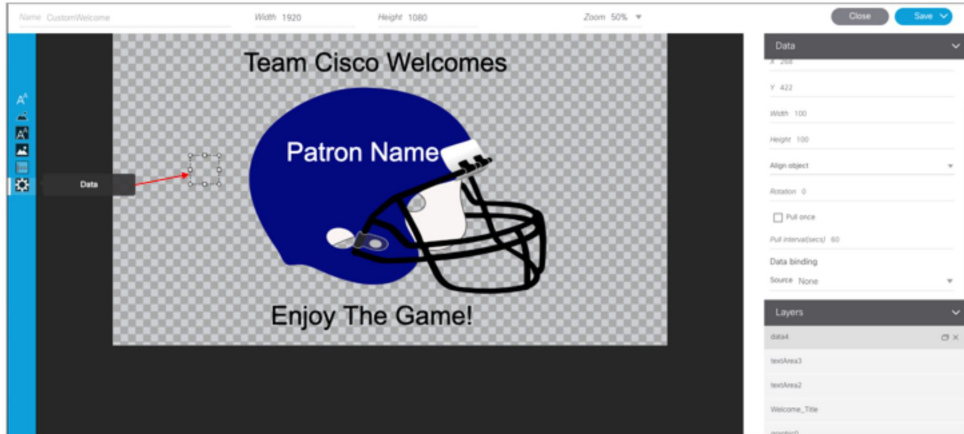 Name CustomWelcome Width 1920 Height 1080 Zoom 50% Close Save
Data
X 288
Y 422
Width 100
Height 100
Align object
Rotation 0
Pull once
Pull interval(secs) 60
Data binding
Source None
Layers
data4
textArea3
textArea2
Welcome_Title
Data
Team Cisco Welcomes
Patron Name
Enjoy The Game!